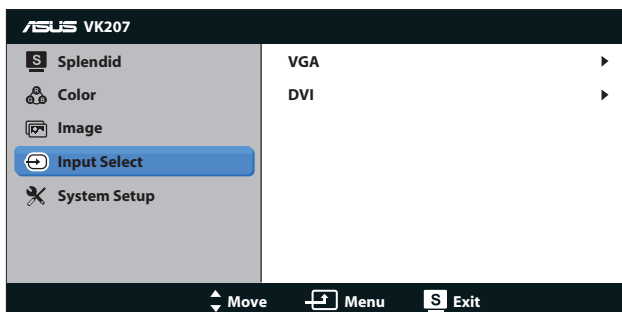 ASUS VK207
S Splendid
Color
Image
Input Select
System Setup
VGA
DVI
Move Menu S Exit